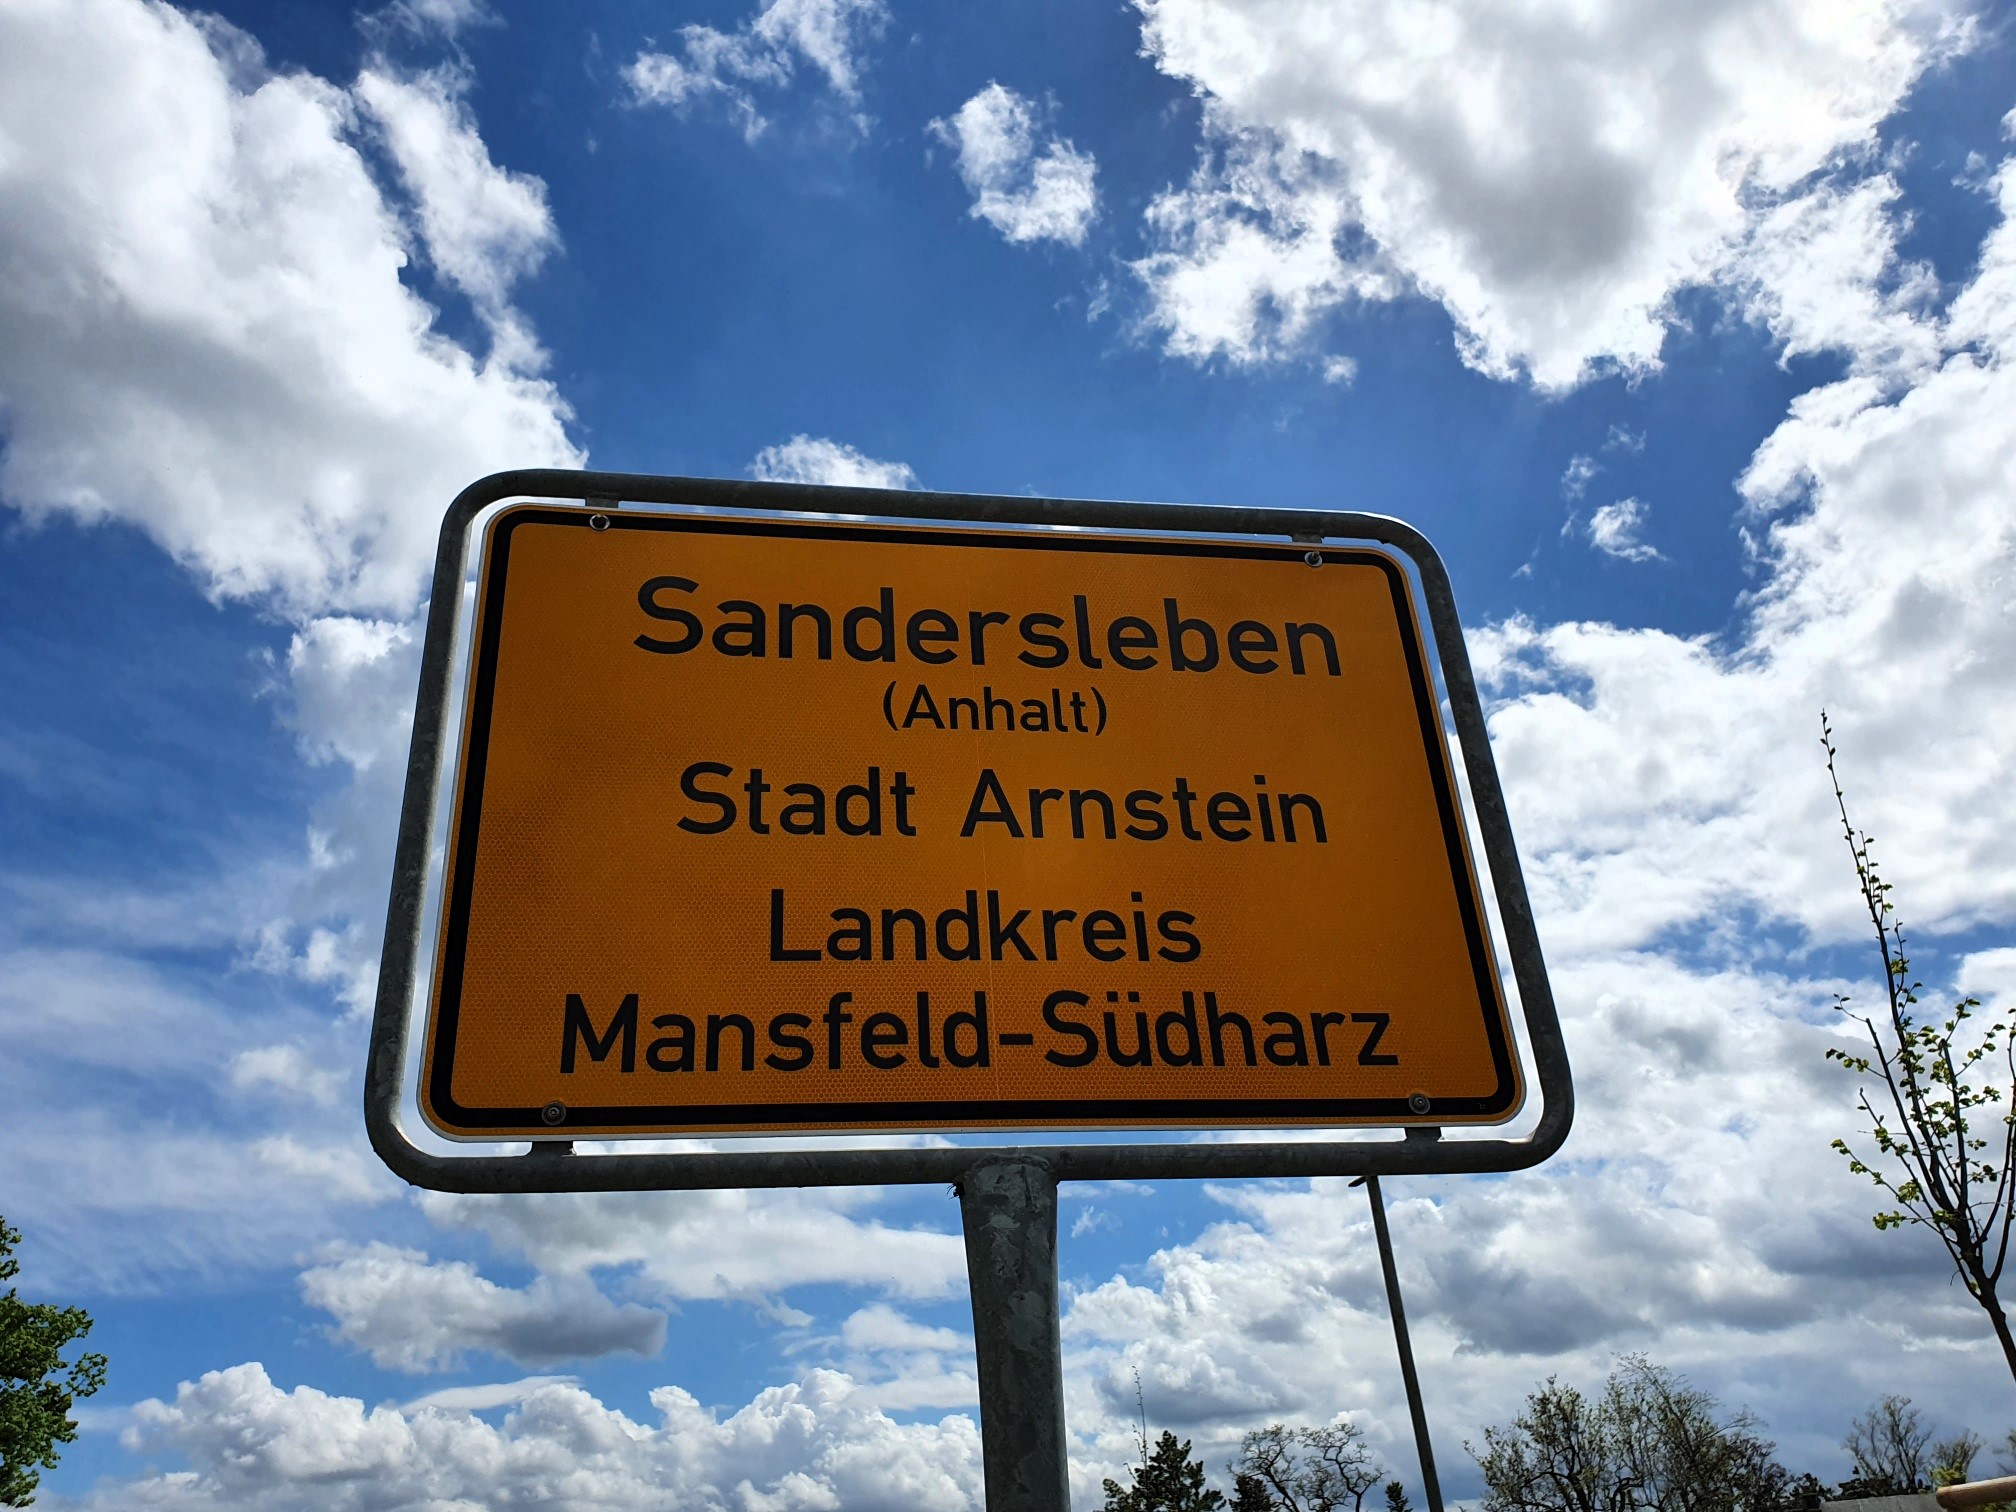 Sandersleben
(Anhalt)
Stadt Arnstein
Landkreis
Mansfeld-Südharz